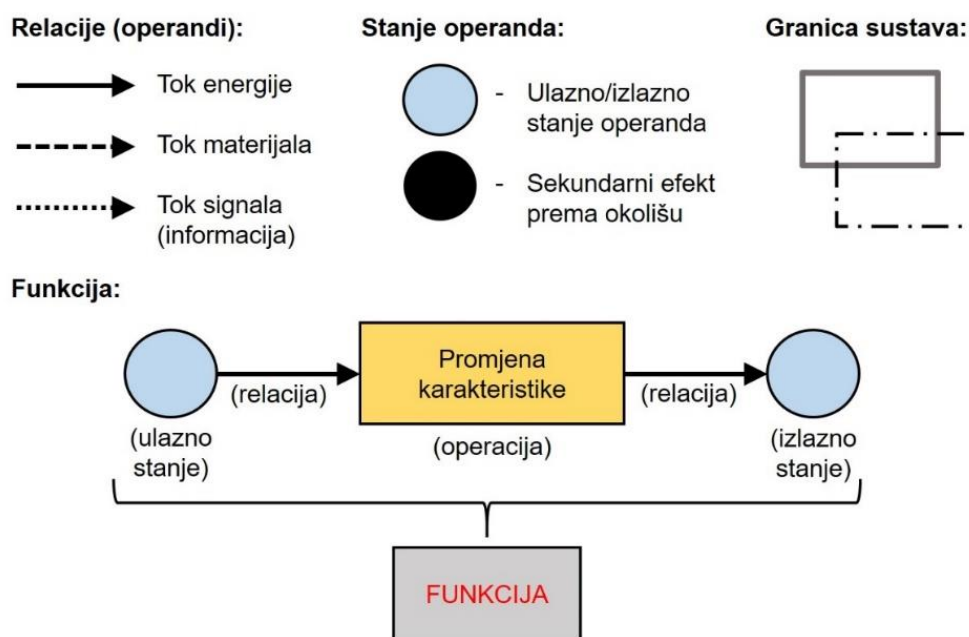 Relacije (operandi):
Stanje operanda:
Granica sustava:
Tok energije
Tok materijala
Tok signala
(informacija)
- Ulazno/izlazno
stanje operanda
- Sekundarni efekt
prema okolišu
Funkcija:
(relacija)
Promjena
karakteristike
(relacija)
(ulazno
stanje)
(operacija)
(izlazno
stanje)
FUNKCIJA